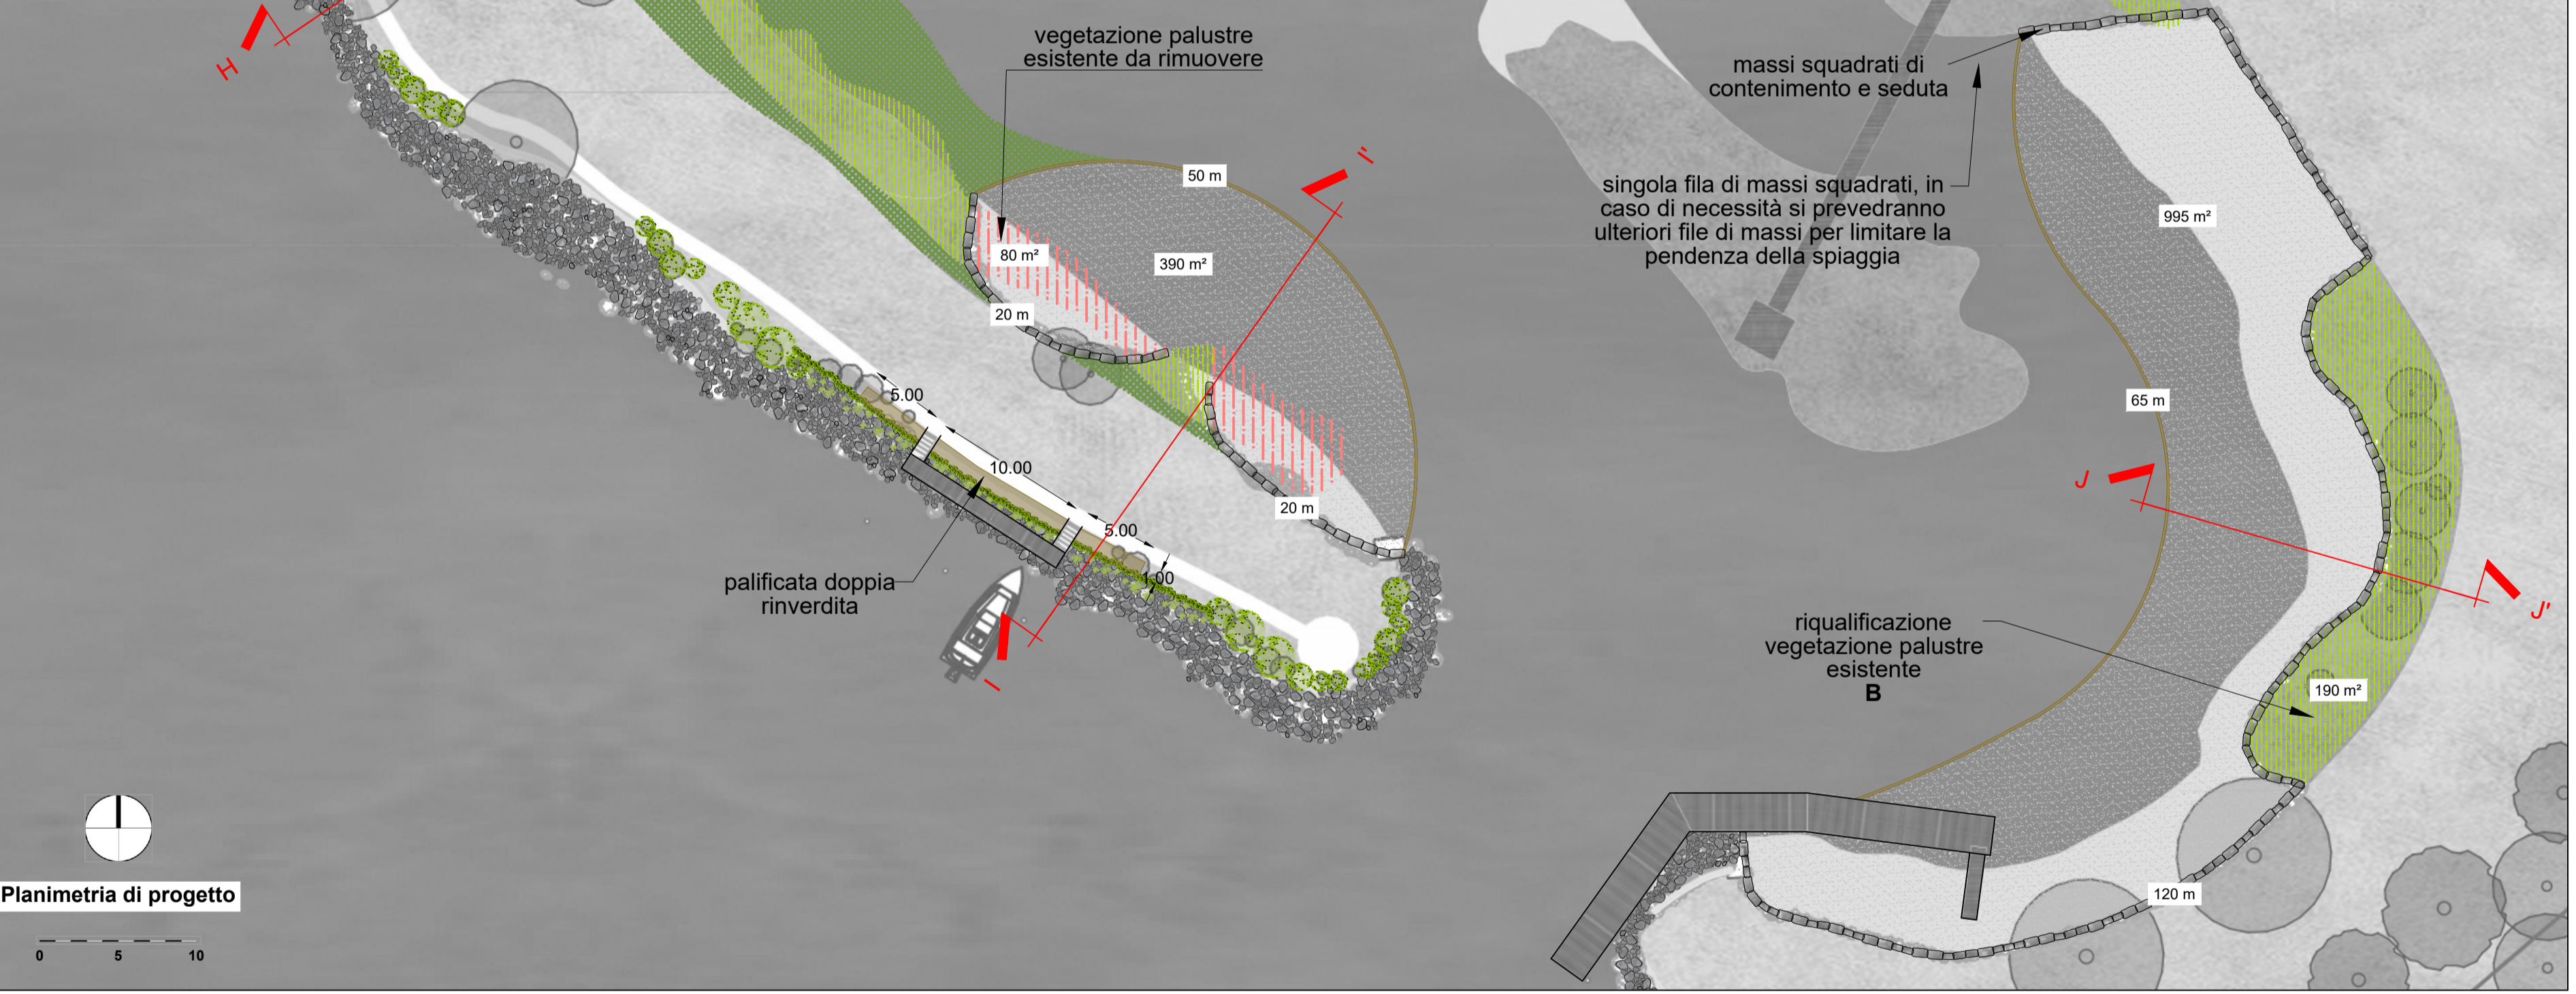 H
vegetazione palustre
esistente da rimuovere
massi squadrati di
contenimento e seduta
I'
50 m
singola fila di massi squadrati, in
caso di necessità si prevedranno
ulteriori file di massi per limitare la
pendenza della spiaggia
995 m²
80 m²
390 m²
20 m
5.00
65 m
10.00
J
20 m
5.00
1.00
palificata doppia
rinverdita
J'
riqualificazione
vegetazione palustre
esistente
B
I
190 m²
Planimetria di progetto
120 m
0 5 10